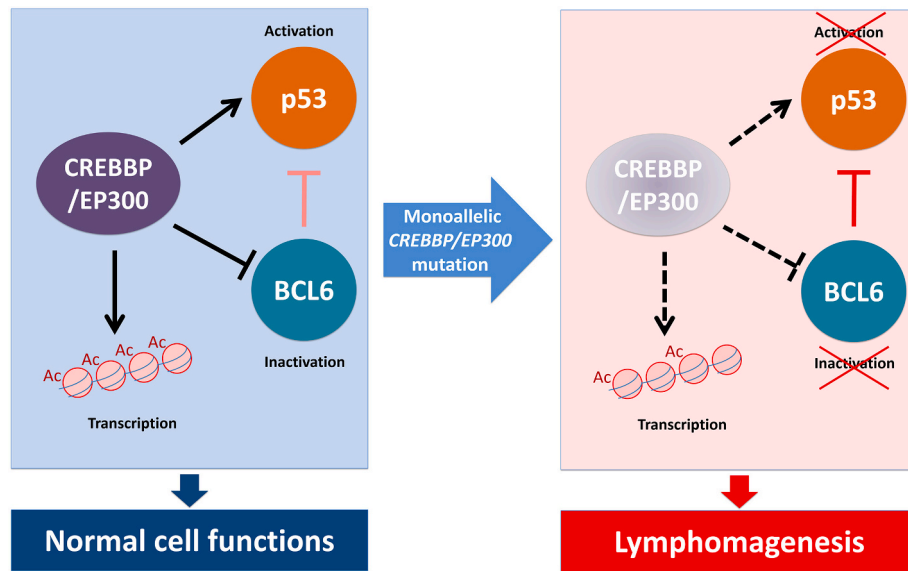 Activation
p53
CREBBP
/EP300
BCL6
Inactivation
Ac
Ac
Ac
Ac
Transcription
Normal cell functions
Monoallelic
CREBBP/EP300
mutation
Activation
p53
CREBBP
/EP300
BCL6
Inactivation
Ac
Transcription
Lymphomagenesis